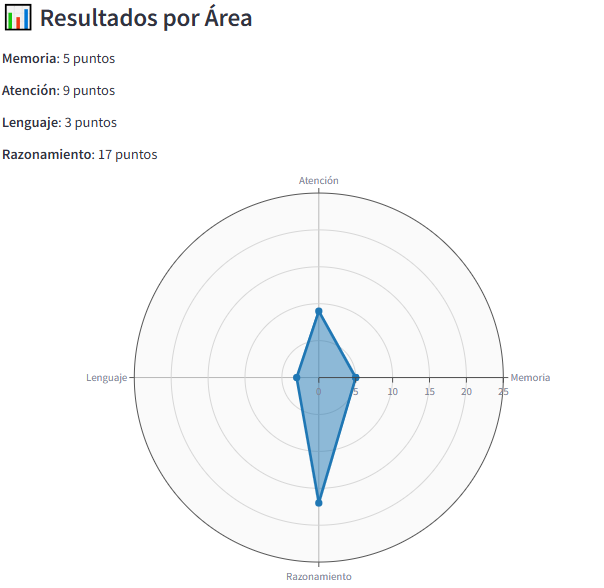 Resultados por Área
Memoria: 5 puntos
Atención: 9 puntos
Lenguaje: 3 puntos
Razonamiento: 17 puntos
Atención
Lenguaje
Memoria
0 5 10 15 20 25
Razonamiento